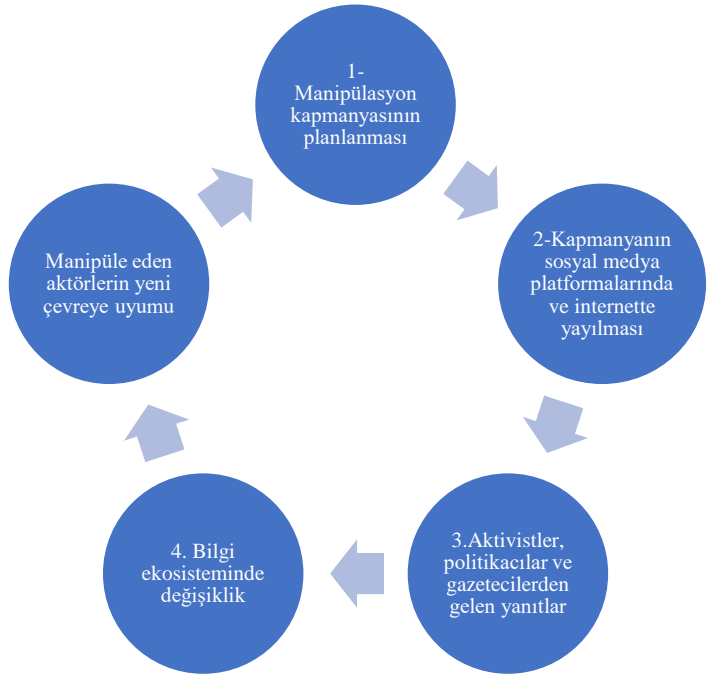 1-
Manipülasyon
kapmanyasının
planlanması
2-Kapmanyanın
sosyal medya
platformalarında
ve internette
yayılması
3.Aktivistler,
politikacılar ve
gazetecilerden
gelen yanıtlar
4. Bilgi
ekosisteminde
değişiklik
Manipüle eden
aktörlerin yeni
çevreye uyumu